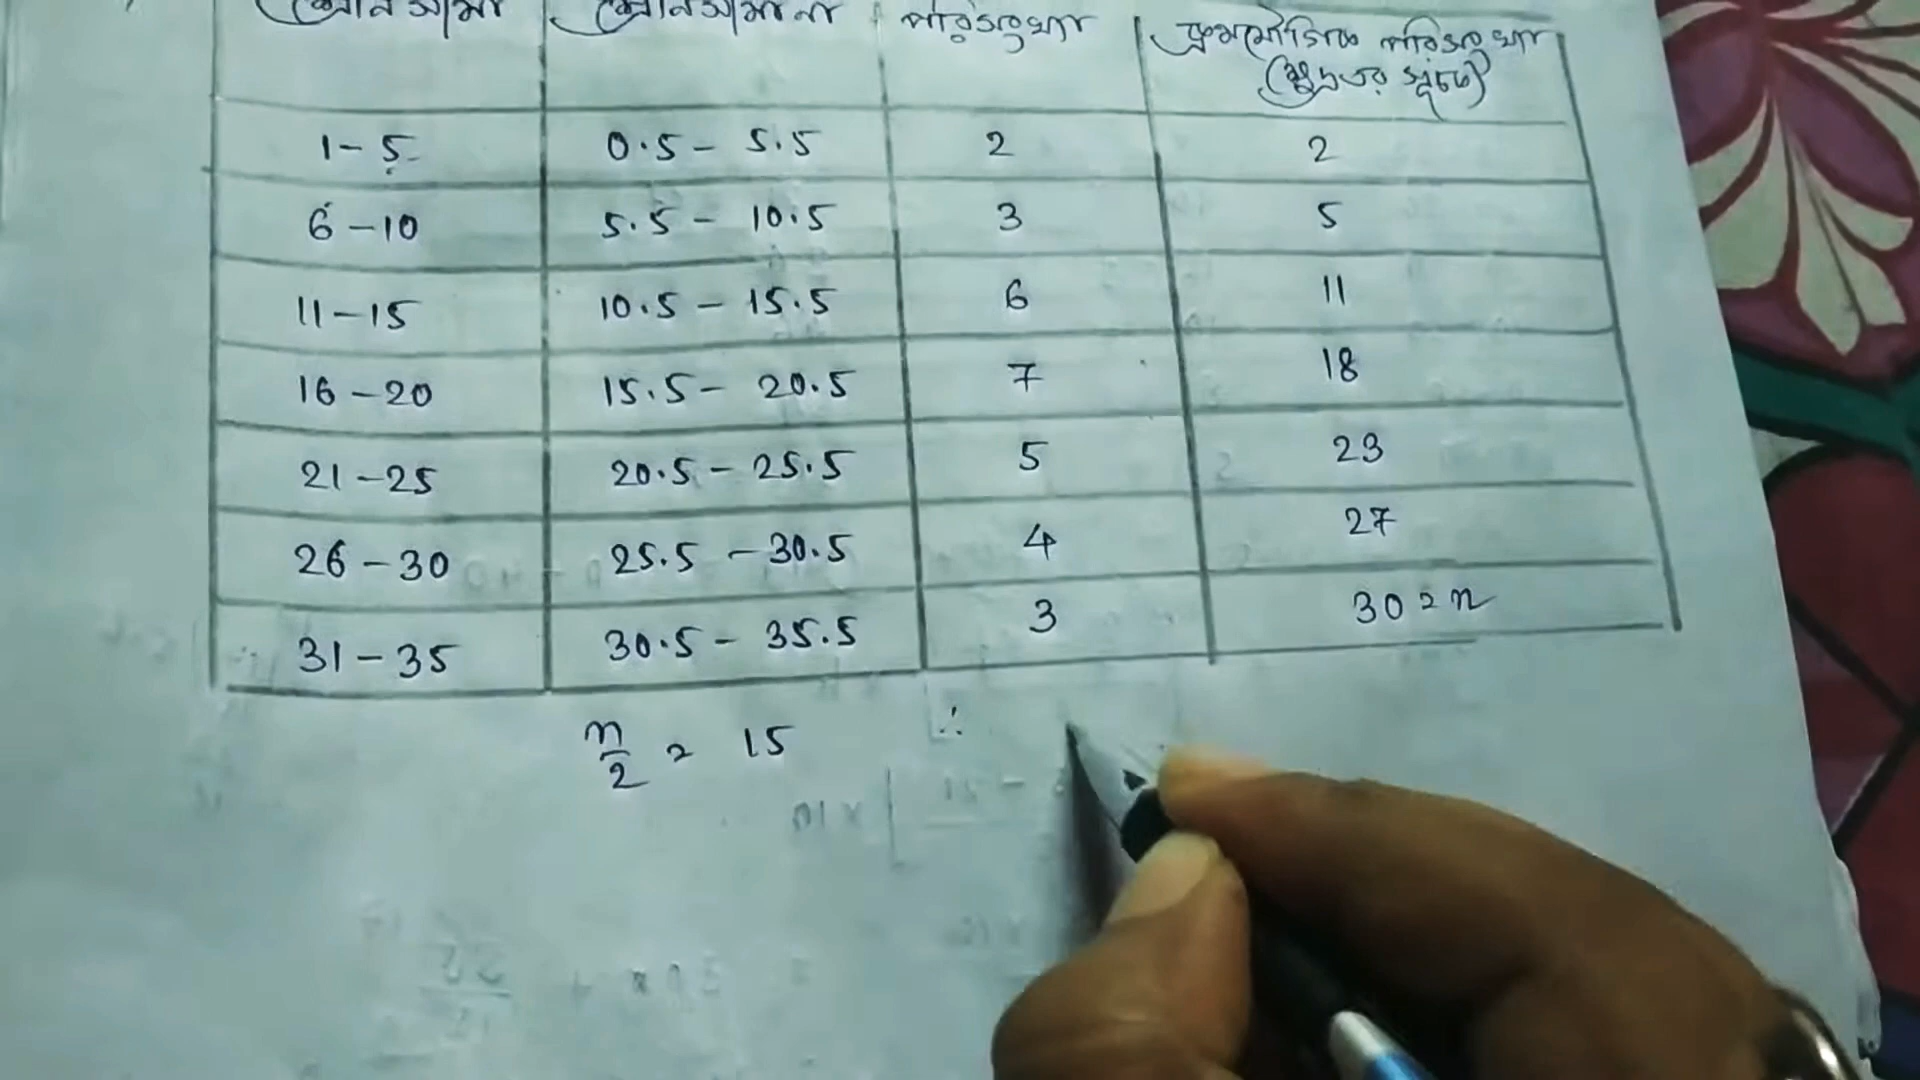 শ্রেণিসীমা শ্রেণিসীমানা পরিসংখ্যা ক্রমযৌগিক পরিসংখ্যা
(ক্ষুদ্রতর সূচক)
1 - 5 0.5 - 5.5 2 2
6 - 10 5.5 - 10.5 3 5
11 - 15 10.5 - 15.5 6 11
16 - 20 15.5 - 20.5 7 18
21 - 25 20.5 - 25.5 5 23
26 - 30 25.5 - 30.5 4 27
31 - 35 30.5 - 35.5 3 30 = n
n/2 = 15 ∴